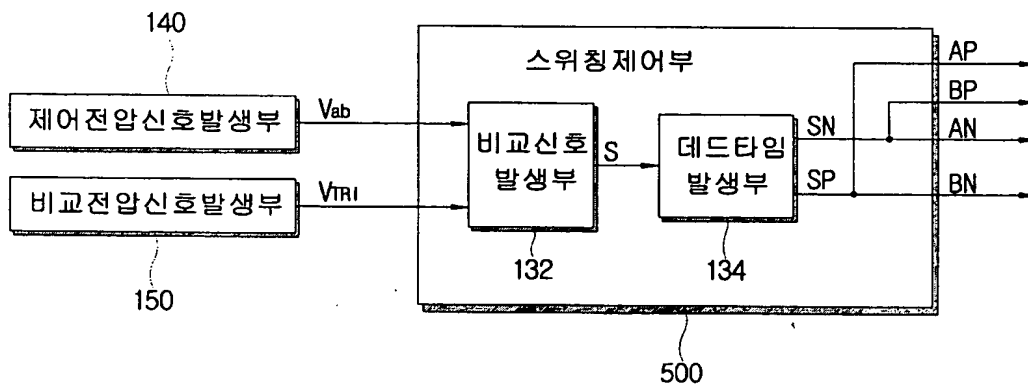 140
스위칭제어부
AP
BP
제어전압신호발생부
Vab
비교신호
발생부
S
데드타임
발생부
SN
AN
비교전압신호발생부
VTRI
SP
BN
132
134
150
500